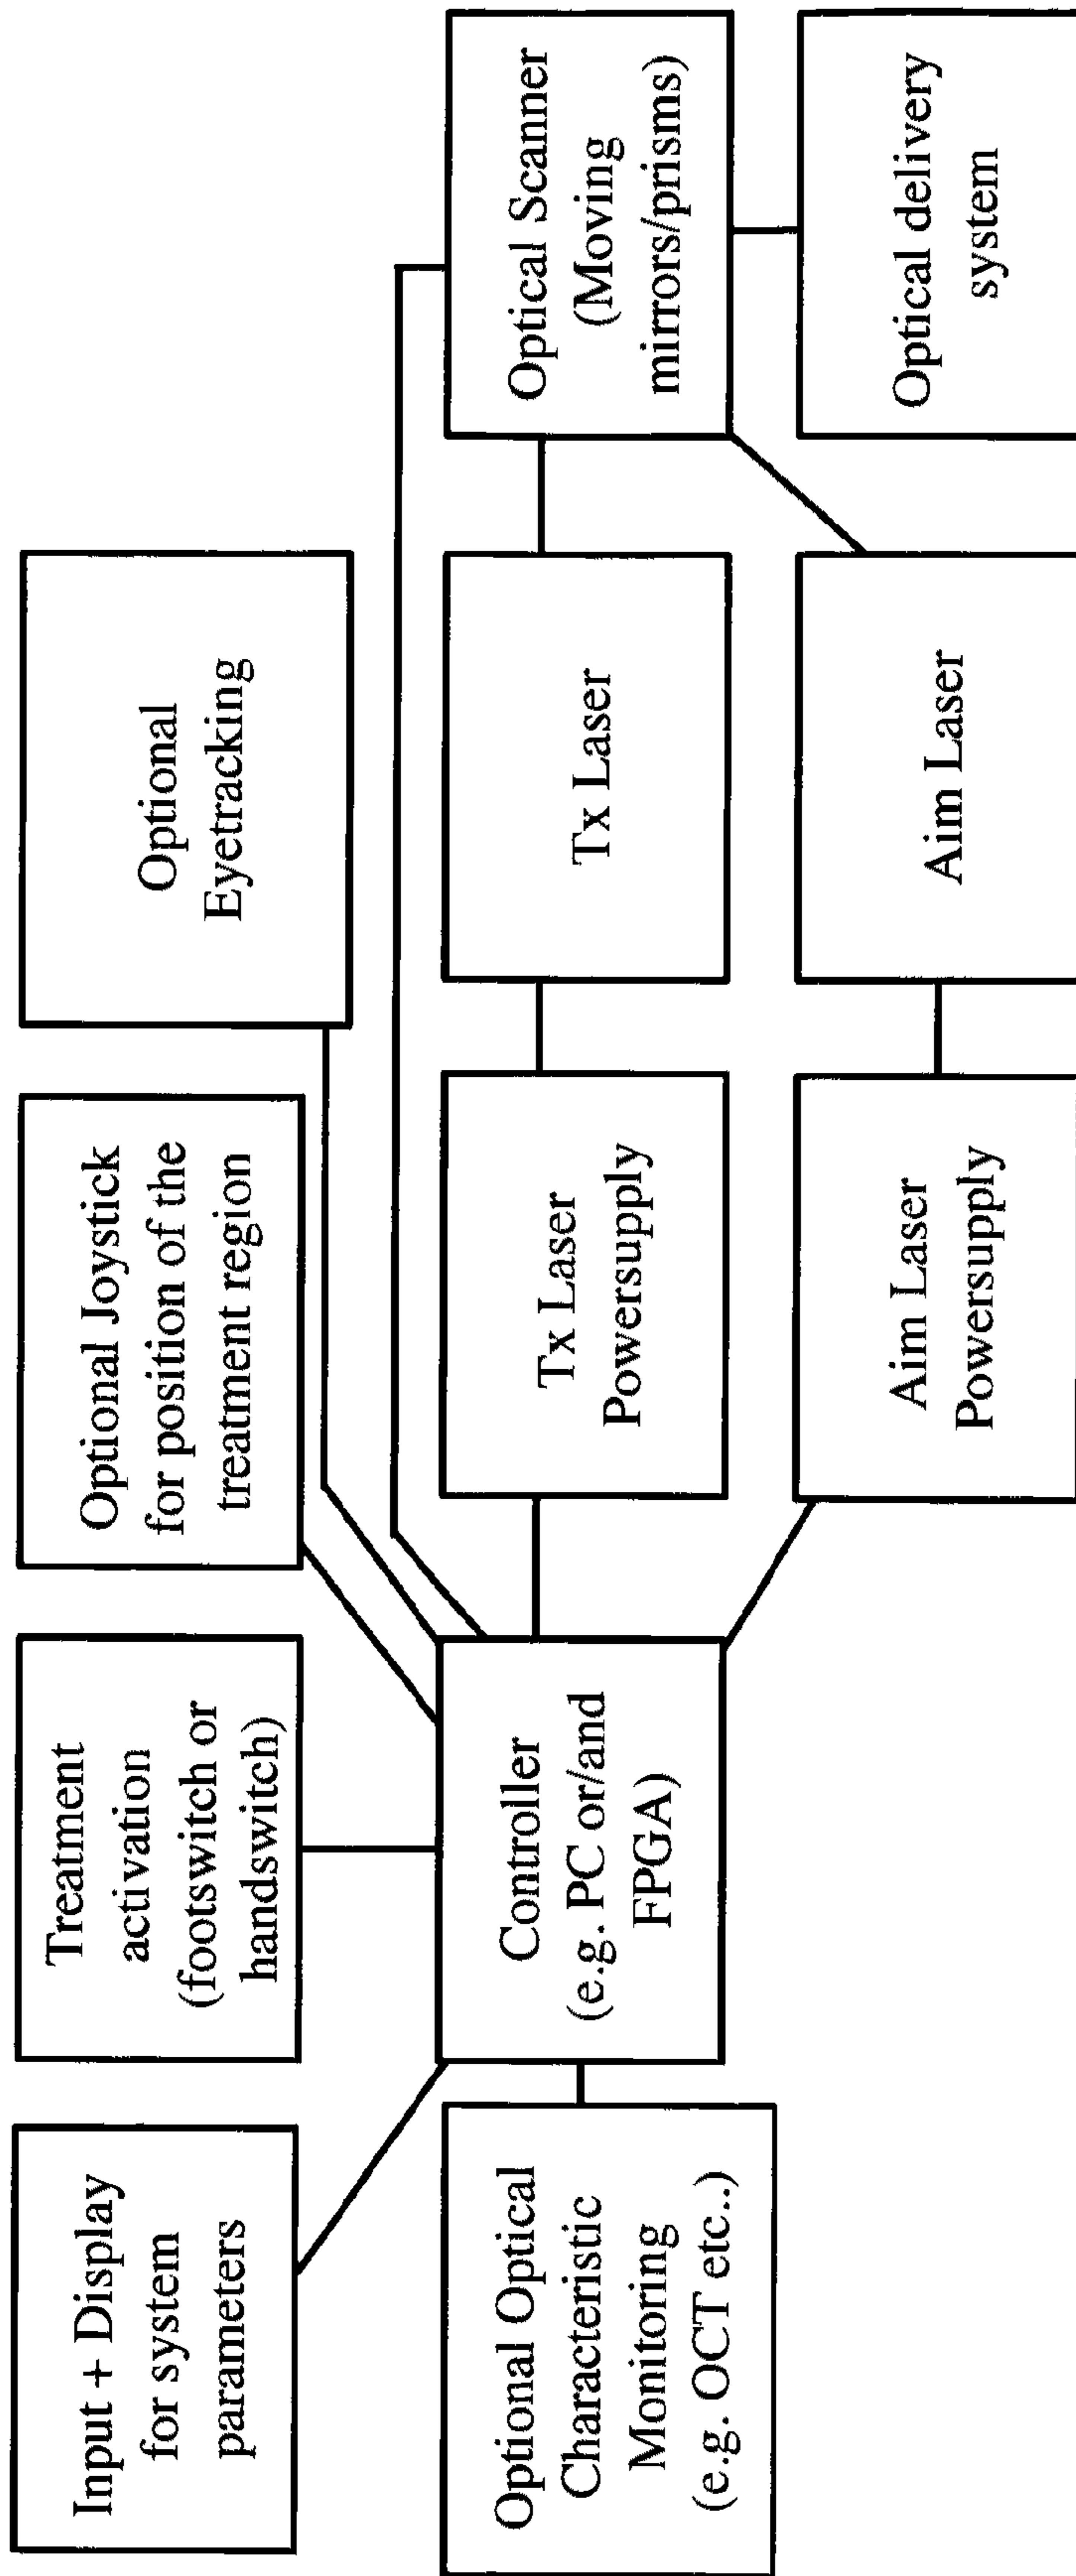 Input + Display
for system
parameters
Treatment
activation
(footswitch or
handswitch)
Optional Joystick
for position of the
treatment region
Optional
Eyetracking
Optional Optical
Characteristic
Monitoring
(e.g. OCT etc..)
Controller
(e.g. PC or/and
FPGA)
Tx Laser
Powersupply
Tx Laser
Optical Scanner
(Moving
mirrors/prisms)
Aim Laser
Powersupply
Aim Laser
Optical delivery
system